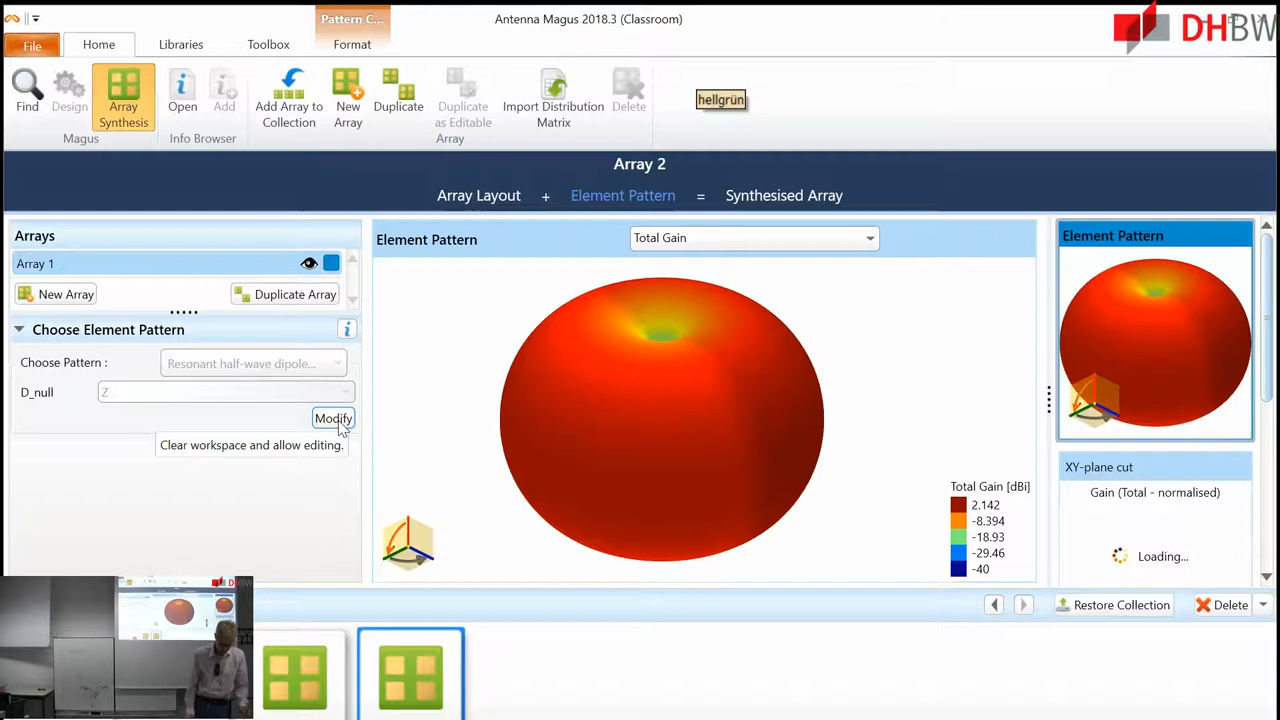 Pattern C...
Antenna Magus 2018.3 (Classroom)
DHBW
File
Home
Libraries
Toolbox
Format
Find
Design
Array Synthesis
Open
Add
Add Array to Collection
New Array
Duplicate
Duplicate as Editable
Import Distribution Matrix
Delete
hellgrün
Magus
Info Browser
Array
Array 2
Array Layout + Element Pattern = Synthesised Array
Arrays
Array 1
New Array
Duplicate Array
Choose Element Pattern
Choose Pattern :
Resonant half-wave dipole...
D_null
Z
Modify
Clear workspace and allow editing.
Element Pattern
Total Gain
Total Gain [dBi]
2.142
-8.394
-18.93
-29.46
-40
Element Pattern
XY-plane cut
Gain (Total - normalised)
Loading...
Restore Collection
Delete